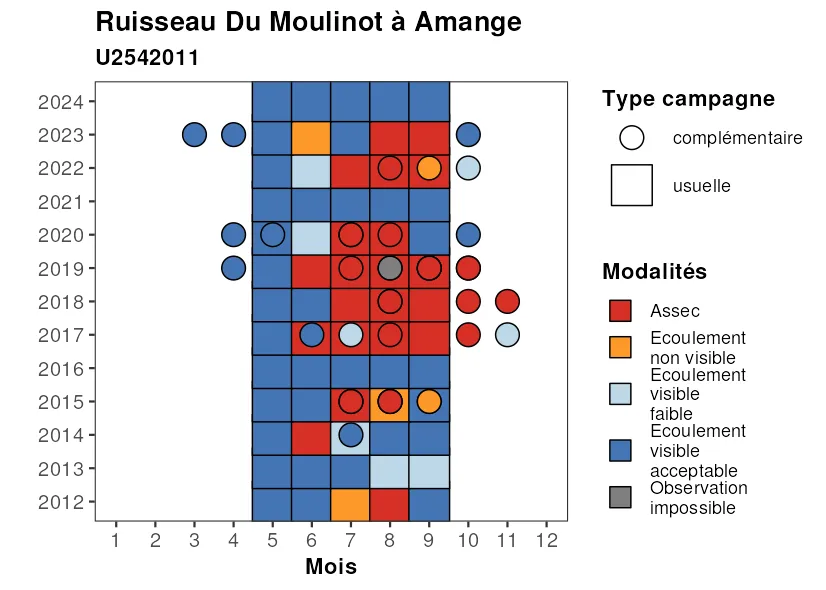 Ruisseau Du Moulinot à Amange
U2542011
2024
2023
2022
2021
2020
2019
2018
2017
2016
2015
2014
2013
2012
1 2 3 4 5 6 7 8 9 10 11 12
Mois
Type campagne
complémentaire
usuelle
Modalités
Assec
Ecoulement
non visible
Ecoulement
visible
faible
Ecoulement
visible
acceptable
Observation
impossible